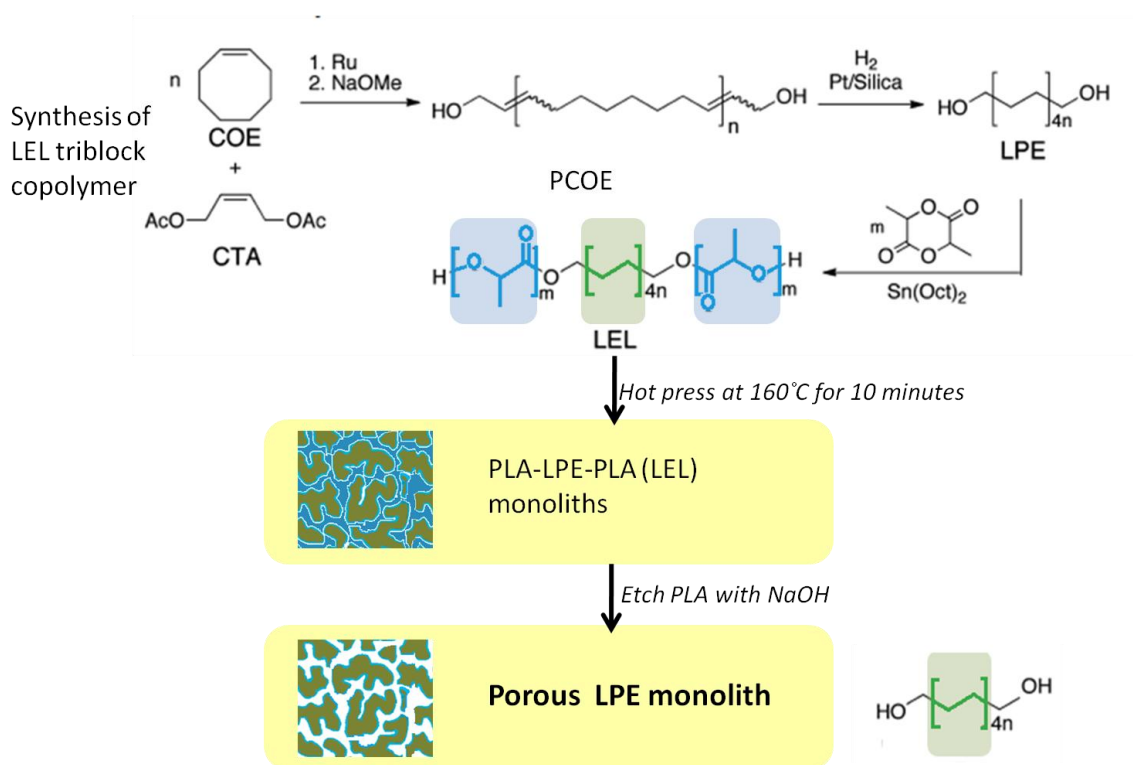 Synthesis of
LEL triblock
copolymer
n
COE
+
AcO
OAc
CTA
1. Ru
2. NaOMe
HO
n
OH
PCOE
H₂
Pt/Silica
HO
4n
OH
LPE
m
O
O
O
O
Sn(Oct)₂
H
O
O
m
O
4n
O
O
O
m
H
LEL
Hot press at 160˚C for 10 minutes
PLA-LPE-PLA (LEL)
monoliths
Etch PLA with NaOH
Porous LPE monolith
HO
4n
OH